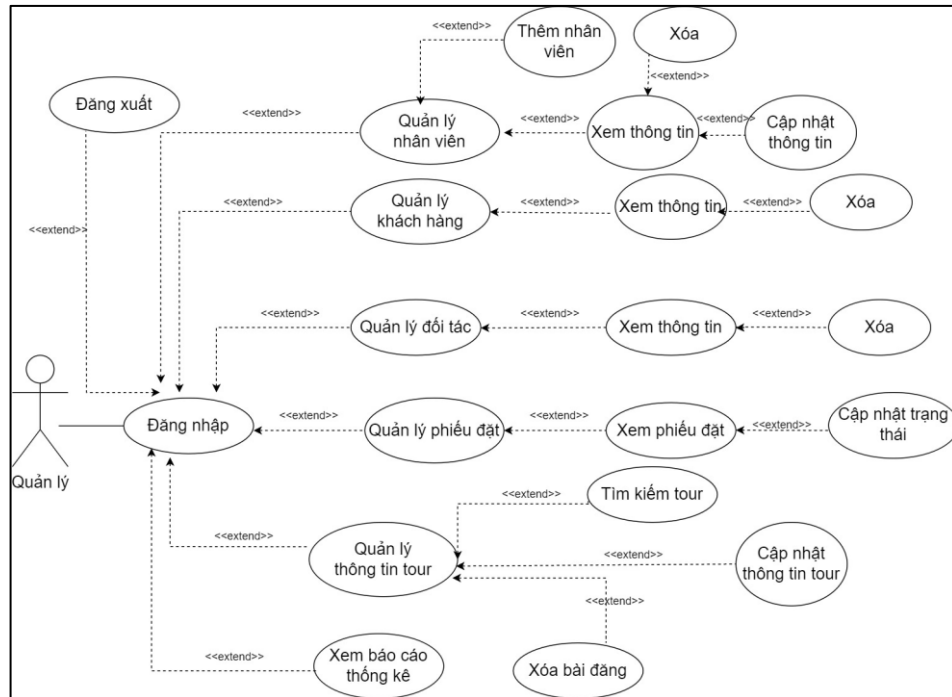 <<extend>>
Thêm nhân
viên
Xóa
<<extend>>
Đăng xuất
<<extend>>
Quản lý
nhân viên
<<extend>>
Xem thông tin
<<extend>>
Cập nhật
thông tin
<<extend>>
<<extend>>
Quản lý
khách hàng
<<extend>>
Xem thông tin
<<extend>>
Xóa
<<extend>>
Quản lý đối tác
<<extend>>
Xem thông tin
<<extend>>
Xóa
Đăng nhập
<<extend>>
Quản lý phiếu đặt
<<extend>>
Xem phiếu đặt
<<extend>>
Cập nhật trạng
thái
Quản lý
<<extend>>
Tìm kiếm tour
<<extend>>
Quản lý
thông tin tour
<<extend>>
Cập nhật
thông tin tour
<<extend>>
<<extend>>
Xem báo cáo
thống kê
Xóa bài đăng